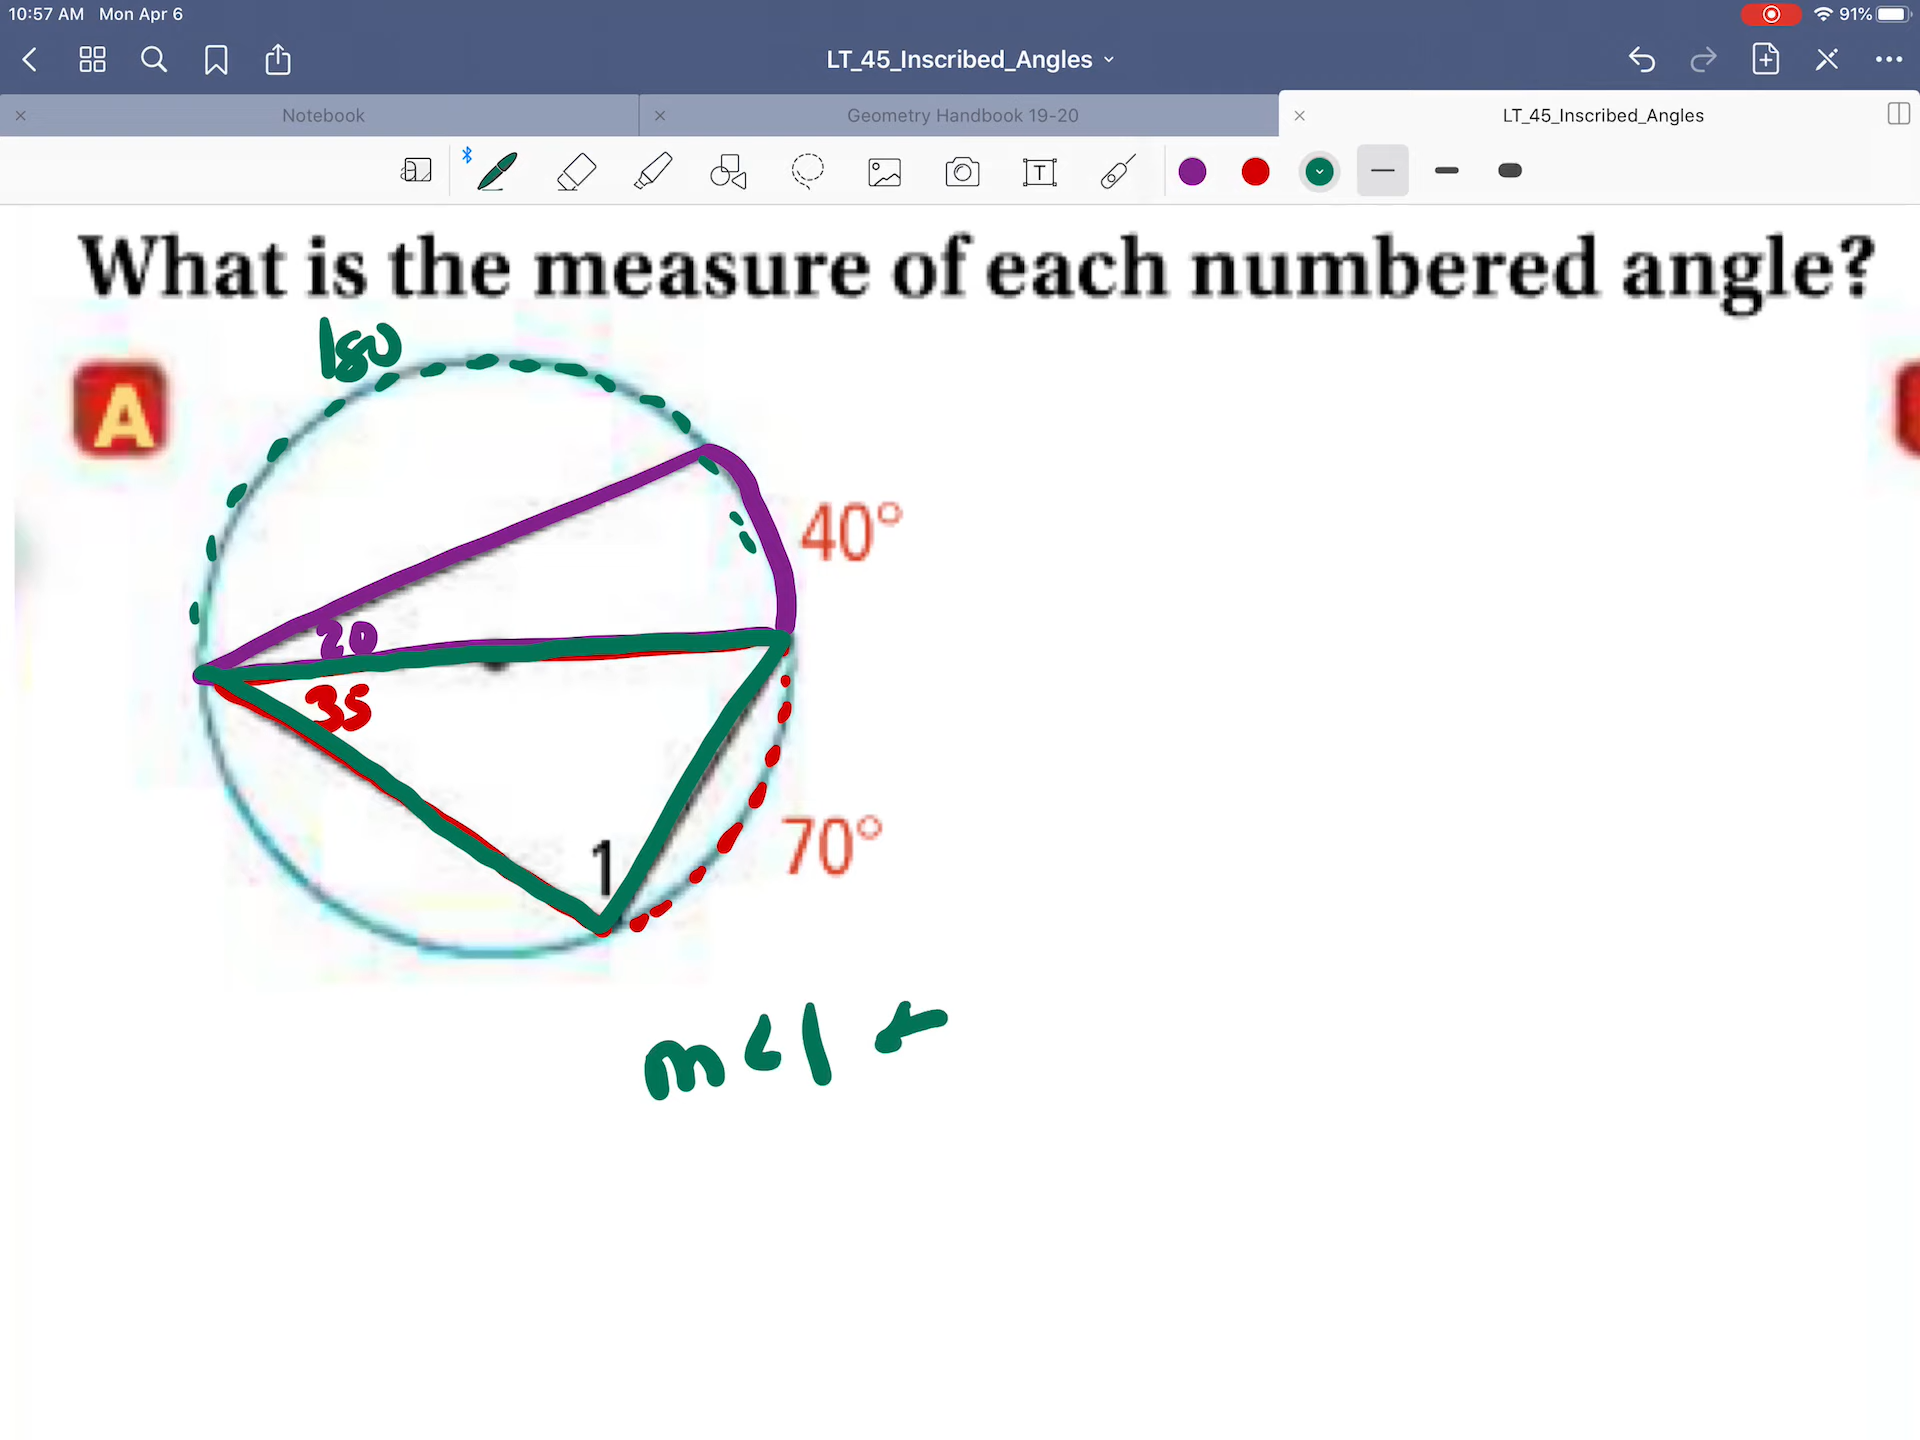 10:57 AM Mon Apr 6
91%
LT_45_Inscribed_Angles
Notebook
Geometry Handbook 19-20
LT_45_Inscribed_Angles
T
What is the measure of each numbered angle?
180
A
40°
20
35
1
70°
m<1